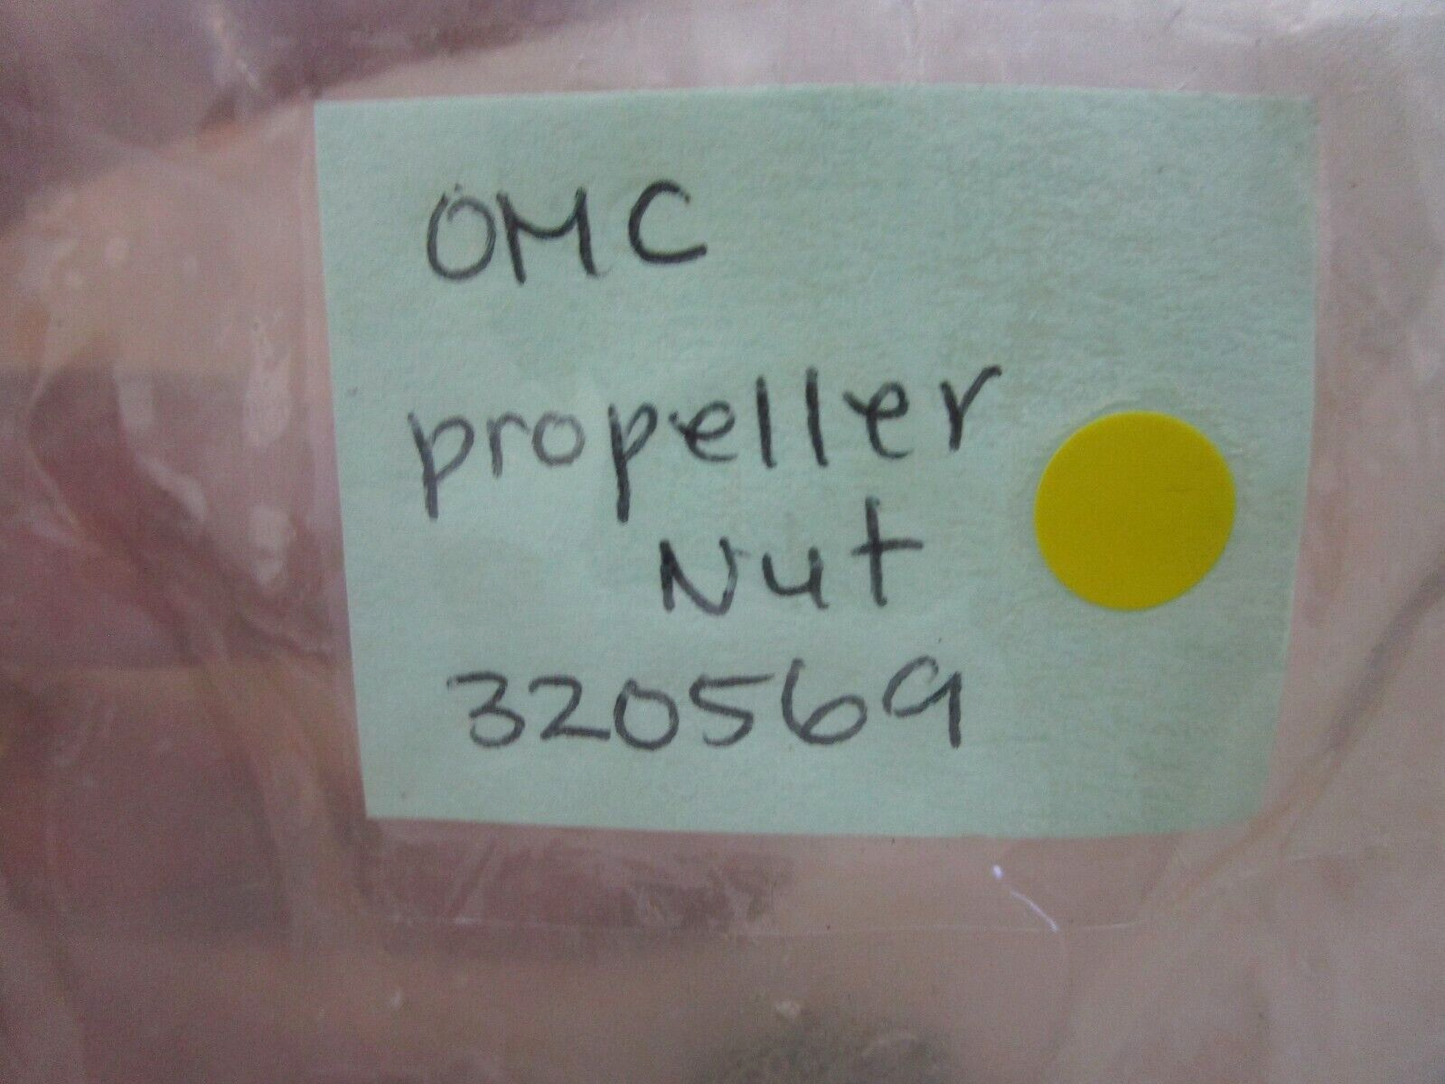 OMC
propeller
Nut
320569